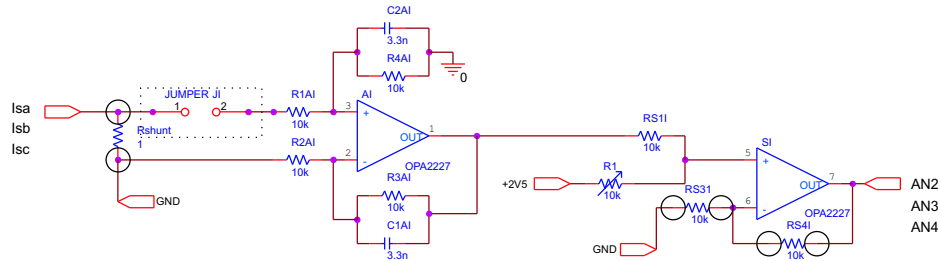 C2AI
3.3n
R4AI
10k
0
JUMPER JI
1
2
Isa
Isb
Isc
Rshunt
1
GND
R1AI
10k
R2AI
10k
AI
3
+
2
-
OUT
1
OPA2227
R3AI
10k
C1AI
3.3n
RS1I
10k
+2V5
R1
10k
RS31
10k
GND
SI
5
+
6
-
OUT
7
OPA2227
RS4I
10k
AN2
AN3
AN4